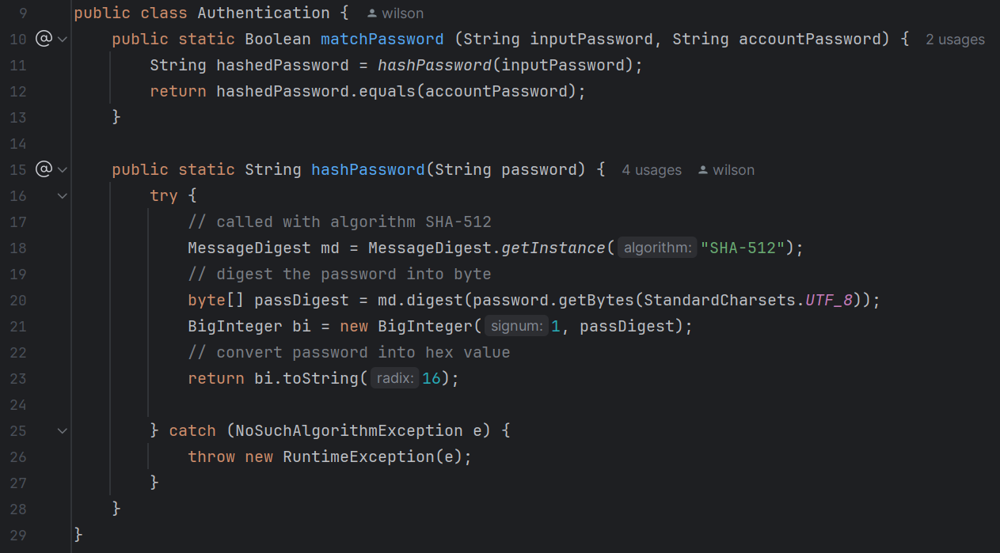 9 public class Authentication { wilson
10 @ public static Boolean matchPassword (String inputPassword, String accountPassword) { 2 usages
11 String hashedPassword = hashPassword(inputPassword);
12 return hashedPassword.equals(accountPassword);
13 }
14
15 @ public static String hashPassword(String password) { 4 usages wilson
16 try {
17 // called with algorithm SHA-512
18 MessageDigest md = MessageDigest.getInstance( algorithm: "SHA-512");
19 // digest the password into byte
20 byte[] passDigest = md.digest(password.getBytes(StandardCharsets.UTF_8));
21 BigInteger bi = new BigInteger( signum: 1, passDigest);
22 // convert password into hex value
23 return bi.toString( radix: 16);
24
25 } catch (NoSuchAlgorithmException e) {
26 throw new RuntimeException(e);
27 }
28 }
29 }